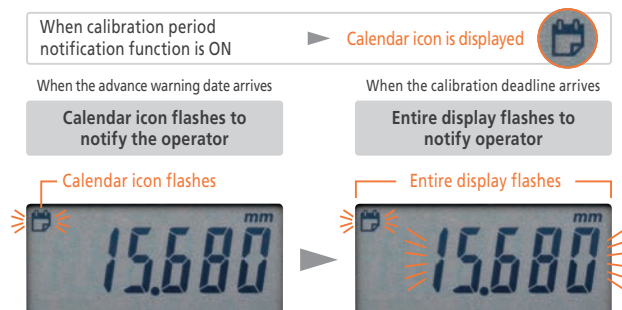 When calibration period
notification function is ON
Calendar icon is displayed
When the advance warning date arrives
When the calibration deadline arrives
Calendar icon flashes to
notify the operator
Entire display flashes to
notify operator
Calendar icon flashes
Entire display flashes
mm
15.680
mm
15.680